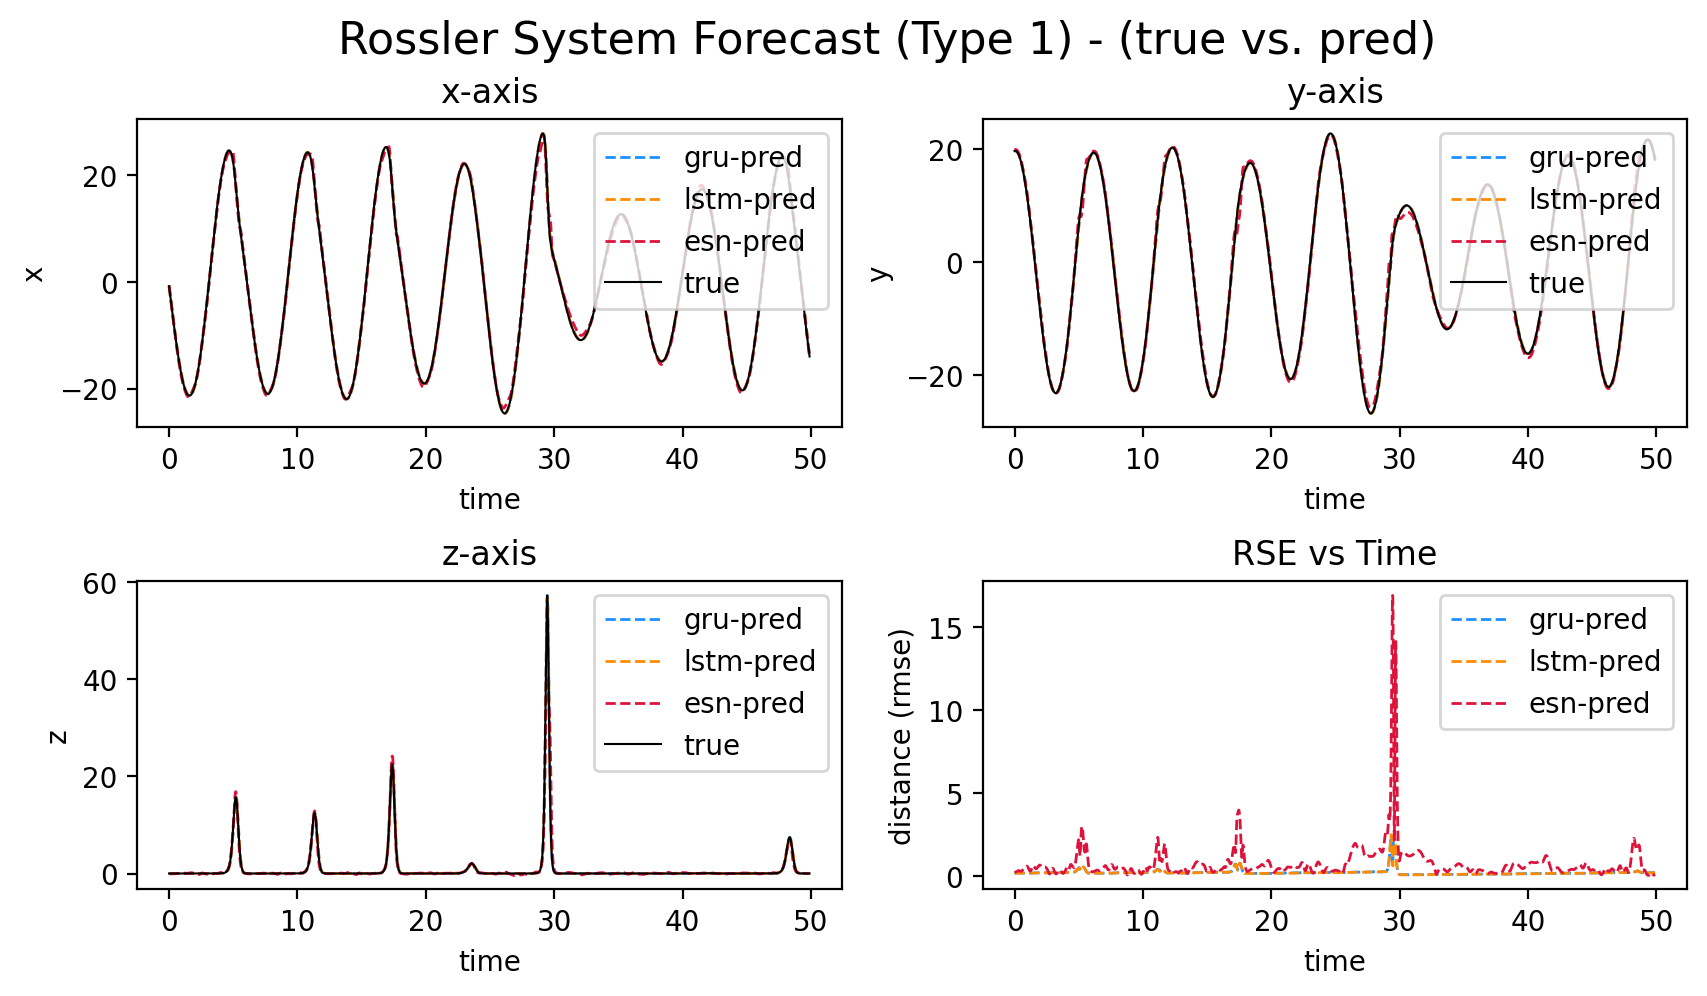 Rossler System Forecast (Type 1) - (true vs. pred)
x-axis
x
20
0
−20
0 10 20 30 40 50
time
gru-pred
lstm-pred
esn-pred
true
y-axis
y
20
0
−20
0 10 20 30 40 50
time
gru-pred
lstm-pred
esn-pred
true
z-axis
z
60
40
20
0
0 10 20 30 40 50
time
gru-pred
lstm-pred
esn-pred
true
RSE vs Time
distance (rmse)
15
10
5
0
0 10 20 30 40 50
time
gru-pred
lstm-pred
esn-pred